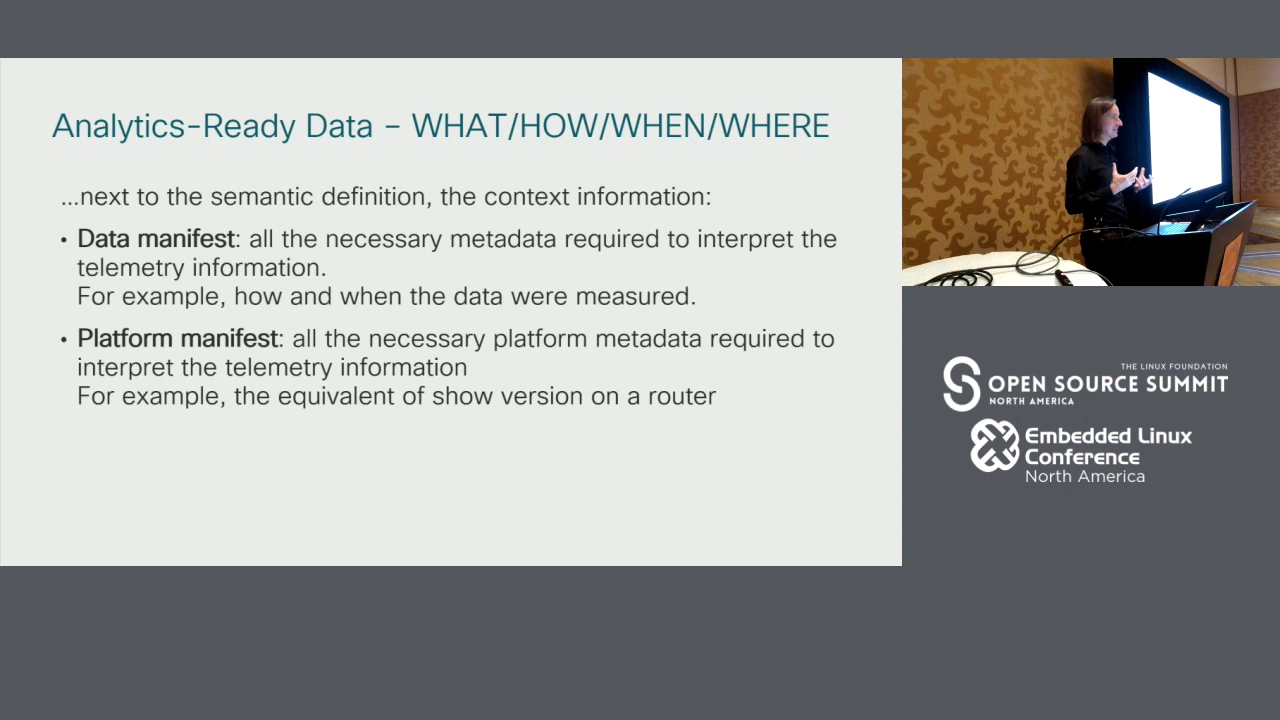 Analytics-Ready Data – WHAT/HOW/WHEN/WHERE
...next to the semantic definition, the context information:
• Data manifest: all the necessary metadata required to interpret the
telemetry information.
For example, how and when the data were measured.
• Platform manifest: all the necessary platform metadata required to
interpret the telemetry information
For example, the equivalent of show version on a router
THE LINUX FOUNDATION
OPEN SOURCE SUMMIT
NORTH AMERICA
Embedded Linux
Conference
North America